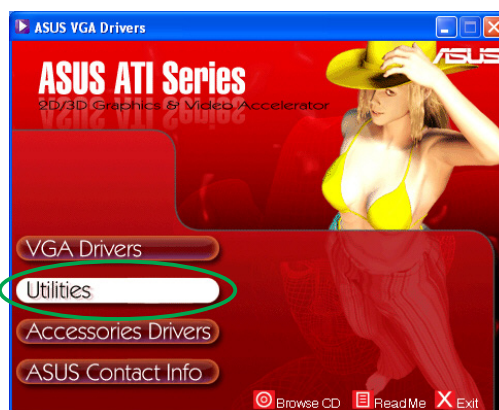 ASUS VGA Drivers
ASUS
ASUS ATI Series
2D/3D Graphics & Video Accelerator
VGA Drivers
Utilities
Accessories Drivers
ASUS Contact Info
Browse CD ReadMe Exit